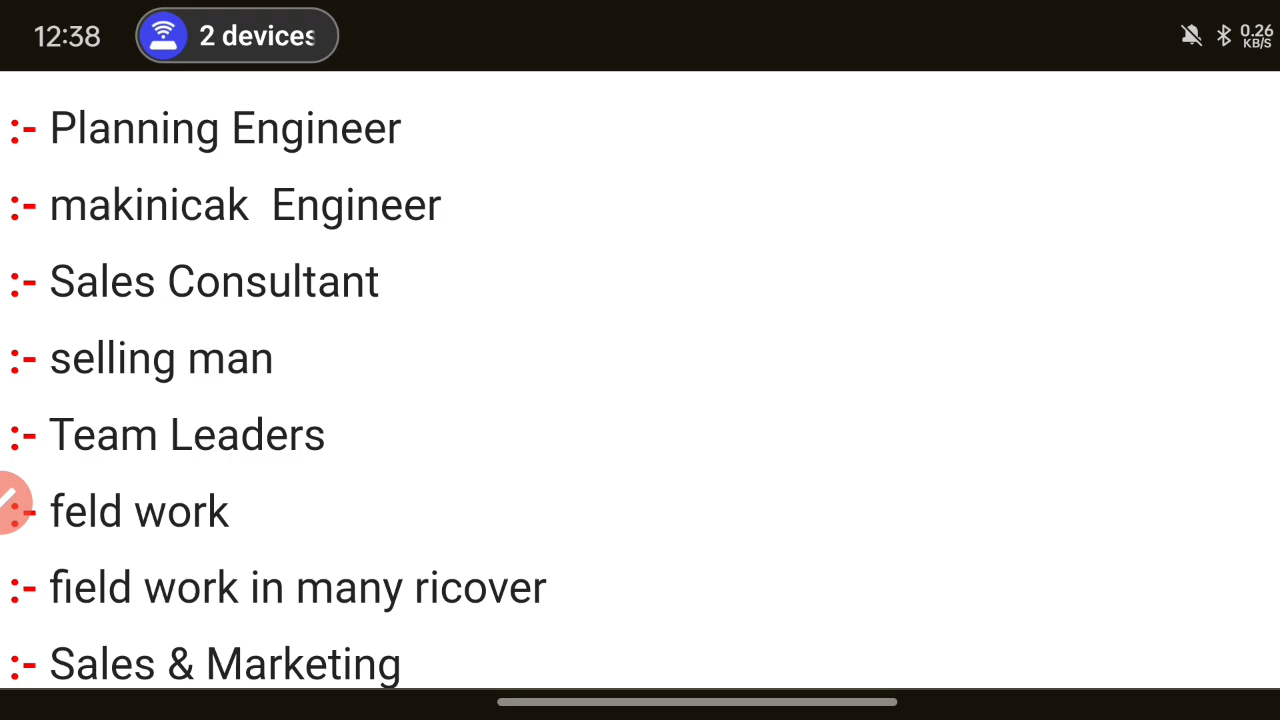 12:38
2 devices
0.26
KB/S
:- Planning Engineer
:- makinicak Engineer
:- Sales Consultant
:- selling man
:- Team Leaders
:- feld work
:- field work in many ricover
:- Sales & Marketing